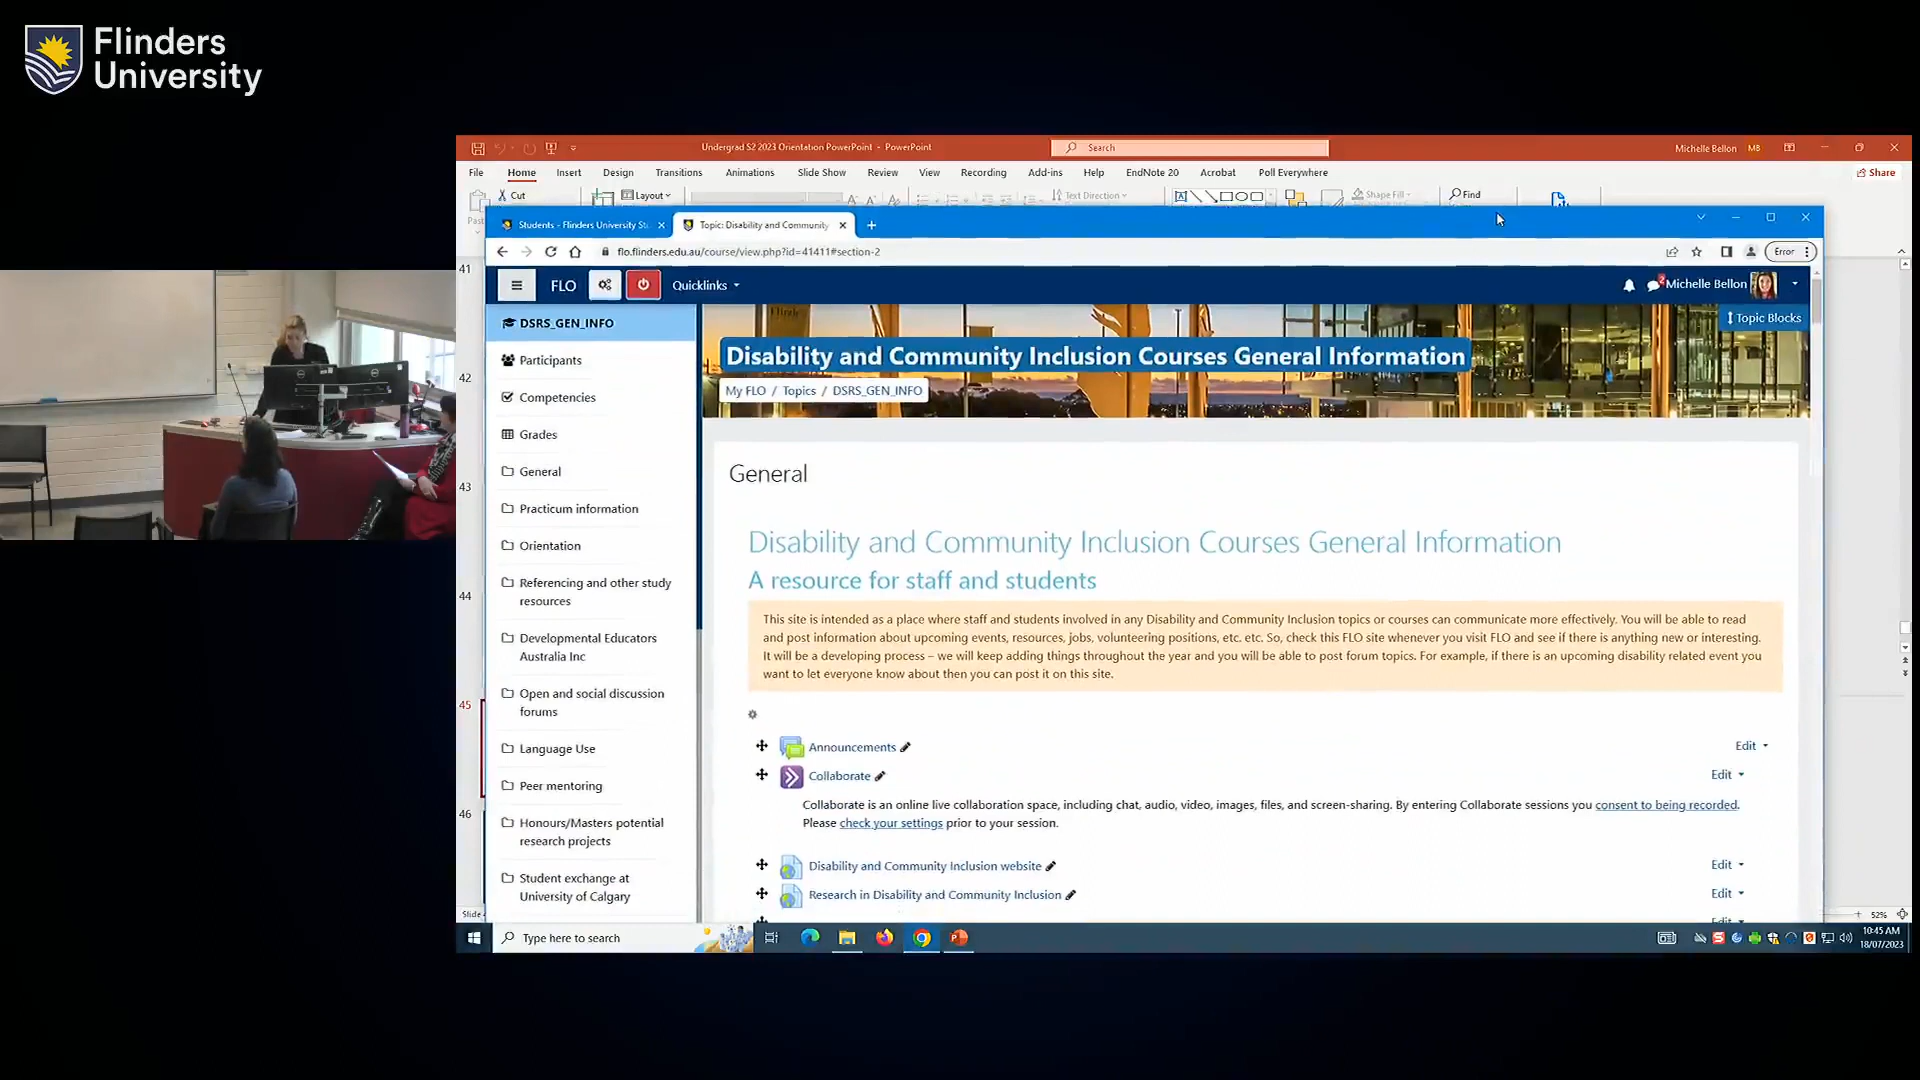 Flinders
University
Undergrad S2 2023 Orientation PowerPoint - PowerPoint
Search
Michelle Bellon MB
File Home Insert Design Transitions Animations Slide Show Review View Recording Add-ins Help EndNote 20 Acrobat Poll Everywhere Share
Cut Layout Text Direction Shape Fill Find
Students - Flinders University St
Topic: Disability and Community
flo.flinders.edu.au/course/view.php?id=41411#section-2
Error
FLO
Quicklinks
2
Michelle Bellon
DSRS_GEN_INFO
Participants
Competencies
Grades
General
Practicum information
Orientation
Referencing and other study
resources
Developmental Educators
Australia Inc
Open and social discussion
forums
Language Use
Peer mentoring
Honours/Masters potential
research projects
Student exchange at
University of Calgary
Topic Blocks
Disability and Community Inclusion Courses General Information
My FLO / Topics / DSRS_GEN_INFO
General
Disability and Community Inclusion Courses General Information
A resource for staff and students
This site is intended as a place where staff and students involved in any Disability and Community Inclusion topics or courses can communicate more effectively. You will be able to read
and post information about upcoming events, resources, jobs, volunteering positions, etc. etc. So, check this FLO site whenever you visit FLO and see if there is anything new or interesting.
It will be a developing process – we will keep adding things throughout the year and you will be able to post forum topics. For example, if there is an upcoming disability related event you
want to let everyone know about then you can post it on this site.
Announcements Edit
Collaborate Edit
Collaborate is an online live collaboration space, including chat, audio, video, images, files, and screen-sharing. By entering Collaborate sessions you consent to being recorded.
Please check your settings prior to your session.
Disability and Community Inclusion website Edit
Research in Disability and Community Inclusion Edit
41
42
43
44
45
46
Slide
52%
Type here to search
10:45 AM
18/07/2023